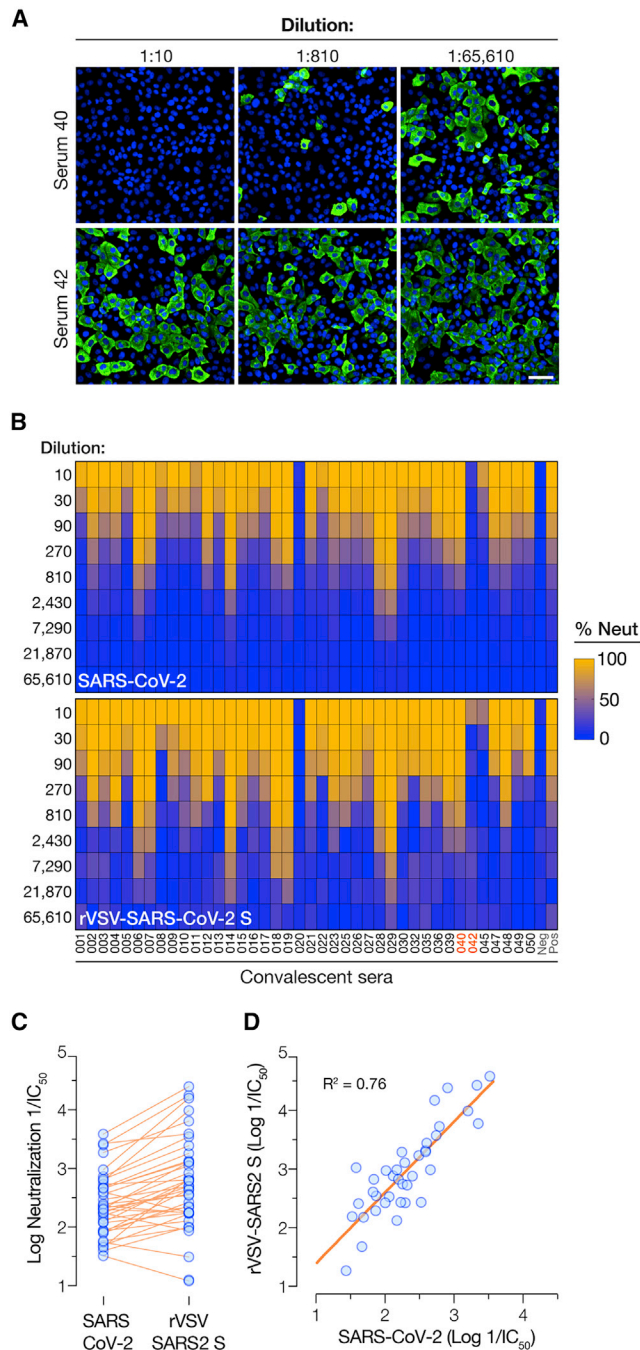 A
Dilution:
1:10 1:810 1:65,610
Serum 40
Serum 42
B
Dilution:
10
30
90
270
810
2,430
7,290
21,870
65,610
SARS-CoV-2
% Neut
100
50
0
10
30
90
270
810
2,430
7,290
21,870
65,610
rVSV-SARS-CoV-2 S
001 002 003 004 005 006 007 008 009 010 011 012 013 014 015 016 017 018 019 020 021 022 023 025 026 027 028 029 030 032 035 036 039 040 042 045 047 048 049 050 Neg Pos
Convalescent sera
C
Log Neutralization 1/IC50
5
4
3
2
1
SARS
CoV-2
rVSV
SARS2 S
D
rVSV-SARS2 S (Log 1/IC50)
5
4
3
2
1
R² = 0.76
1 2 3 4
SARS-CoV-2 (Log 1/IC50)